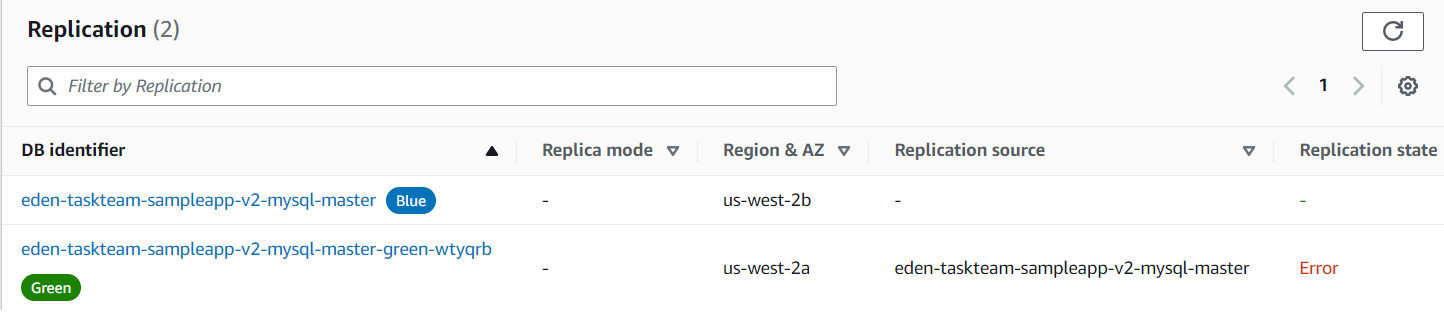 Replication (2)
Filter by Replication
1
DB identifier Replica mode Region & AZ Replication source Replication state
eden-taskteam-sampleapp-v2-mysql-master Blue - us-west-2b - -
eden-taskteam-sampleapp-v2-mysql-master-green-wtyqrb
- us-west-2a eden-taskteam-sampleapp-v2-mysql-master Error
Green